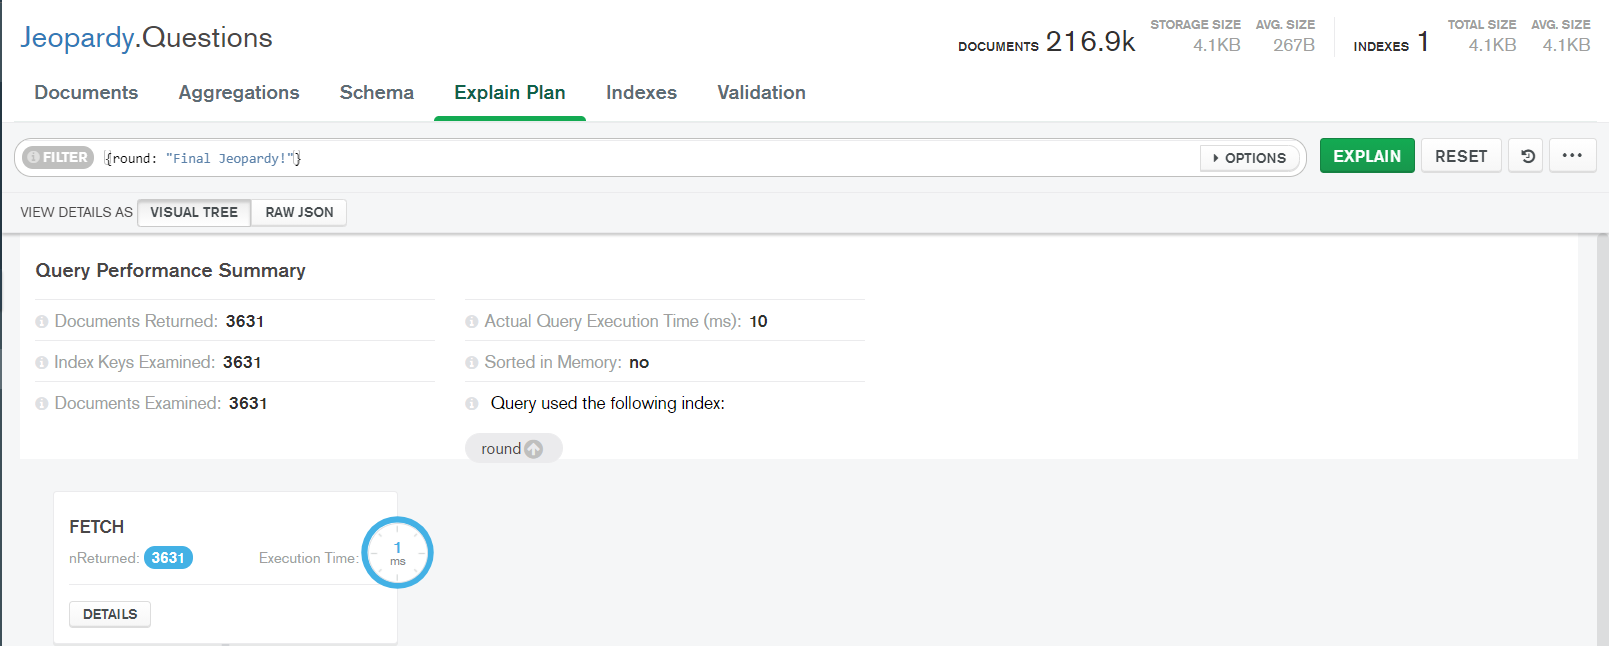 Jeopardy.Questions
DOCUMENTS 216.9k
STORAGE SIZE AVG. SIZE
4.1KB 267B
INDEXES 1
TOTAL SIZE AVG. SIZE
4.1KB 4.1KB
Documents Aggregations Schema Explain Plan Indexes Validation
FILTER {round: "Final Jeopardy!"} OPTIONS EXPLAIN RESET ...
VIEW DETAILS AS VISUAL TREE RAW JSON
Query Performance Summary
Documents Returned: 3631
Index Keys Examined: 3631
Documents Examined: 3631
Actual Query Execution Time (ms): 10
Sorted in Memory: no
Query used the following index:
round
FETCH
nReturned: 3631 Execution Time: 1 ms
DETAILS